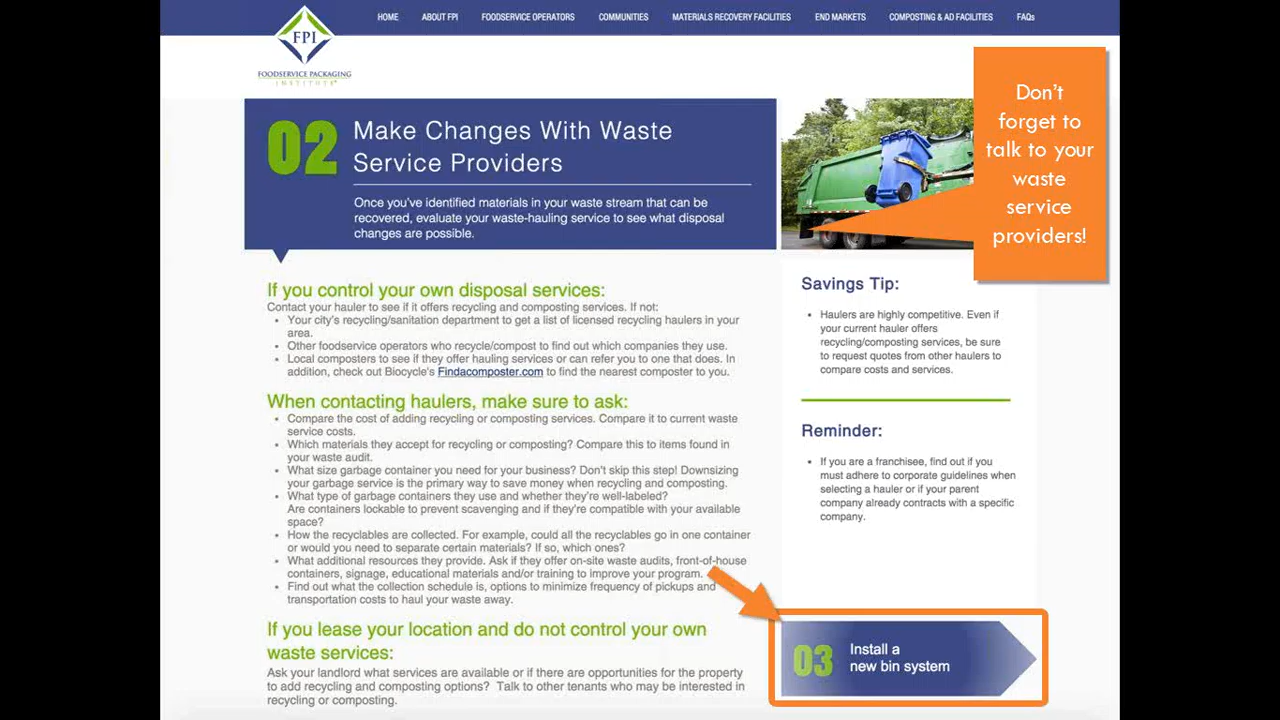 HOME ABOUT FPI FOODSERVICE OPERATORS COMMUNITIES MATERIALS RECOVERY FACILITIES END MARKETS COMPOSTING & AD FACILITIES FAQs
FPI
FOODSERVICE PACKAGING
INSTITUTE®
02
Make Changes With Waste
Service Providers
Once you've identified materials in your waste stream that can be
recovered, evaluate your waste-hauling service to see what disposal
changes are possible.
Don't
forget to
talk to your
waste
service
providers!
If you control your own disposal services:
Contact your hauler to see if it offers recycling and composting services. If not:
• Your city's recycling/sanitation department to get a list of licensed recycling haulers in your
area.
• Other foodservice operators who recycle/compost to find out which companies they use.
• Local composters to see if they offer hauling services or can refer you to one that does. In
addition, check out Biocycle's Findacomposter.com to find the nearest composter to you.
When contacting haulers, make sure to ask:
• Compare the cost of adding recycling or composting services. Compare it to current waste
service costs.
• Which materials they accept for recycling or composting? Compare this to items found in
your waste audit.
• What size garbage container you need for your business? Don't skip this step! Downsizing
your garbage service is the primary way to save money when recycling and composting.
• What type of garbage containers they use and whether they're well-labeled?
Are containers lockable to prevent scavenging and if they're compatible with your available
space?
• How the recyclables are collected. For example, could all the recyclables go in one container
or would you need to separate certain materials? If so, which ones?
• What additional resources they provide. Ask if they offer on-site waste audits, front-of-house
containers, signage, educational materials and/or training to improve your program.
• Find out what the collection schedule is, options to minimize frequency of pickups and
transportation costs to haul your waste away.
If you lease your location and do not control your own
waste services:
Ask your landlord what services are available or if there are opportunities for the property
to add recycling and composting options? Talk to other tenants who may be interested in
recycling or composting.
Savings Tip:
• Haulers are highly competitive. Even if
your current hauler offers
recycling/composting services, be sure
to request quotes from other haulers to
compare costs and services.
Reminder:
• If you are a franchisee, find out if you
must adhere to corporate guidelines when
selecting a hauler or if your parent
company already contracts with a specific
company.
03
Install a
new bin system